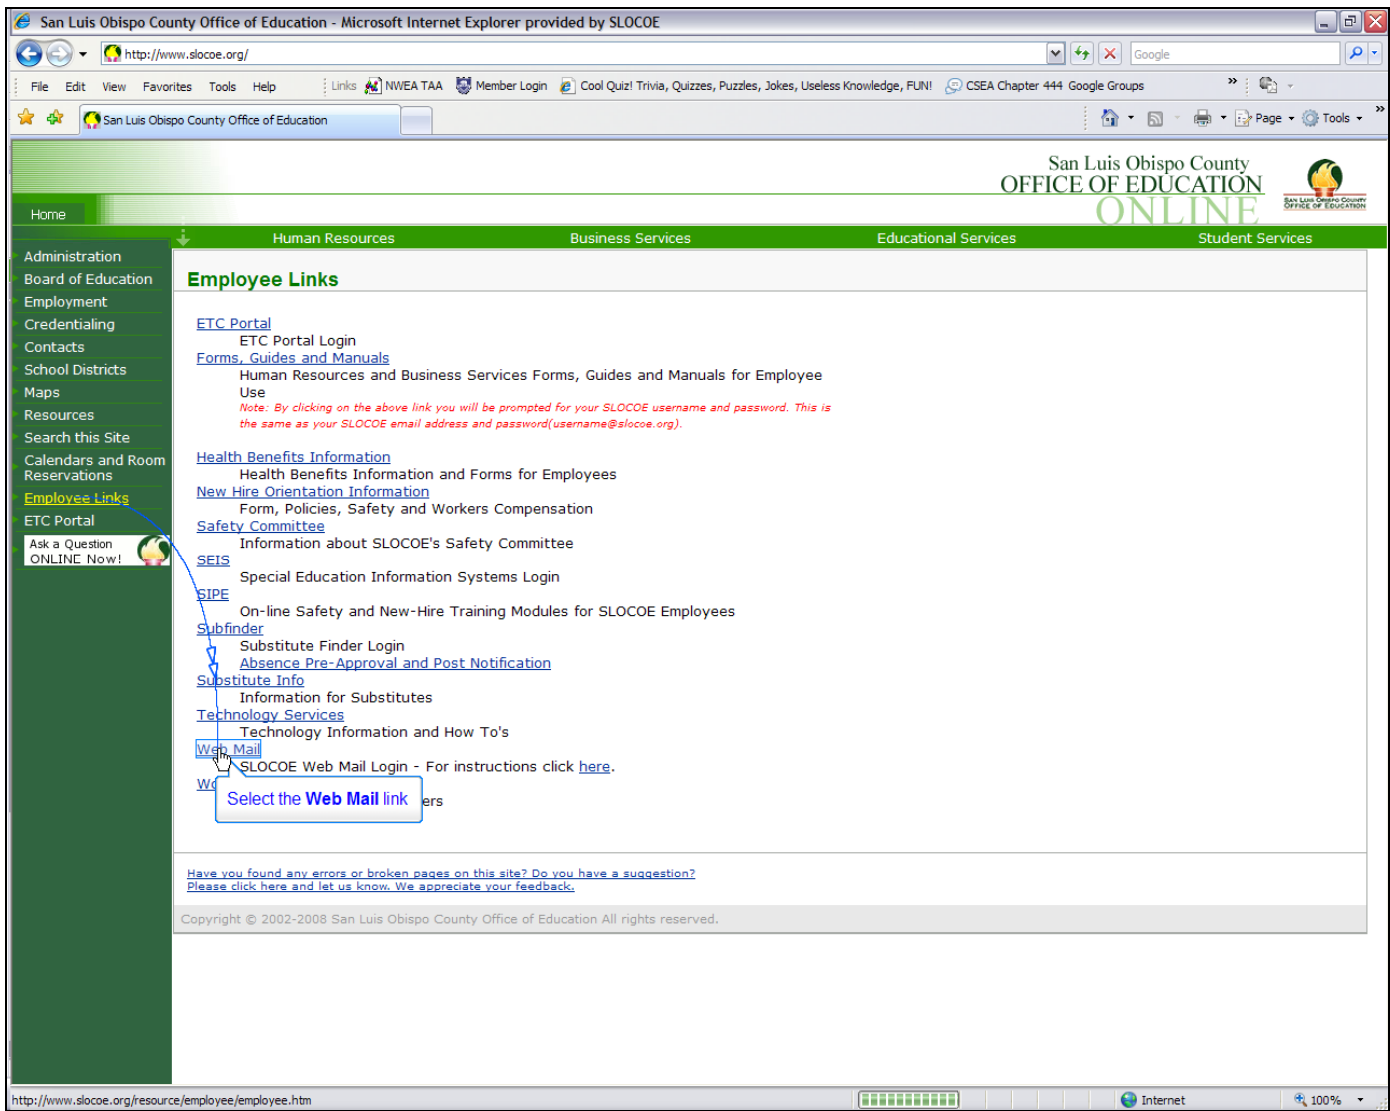 San Luis Obispo County Office of Education - Microsoft Internet Explorer provided by SLOCOE
http://www.slocoe.org/
Google
File Edit View Favorites Tools Help Links NWEA TAA Member Login Cool Quiz! Trivia, Quizzes, Puzzles, Jokes, Useless Knowledge, FUN! CSEA Chapter 444 Google Groups »
San Luis Obispo County Office of Education Page Tools »
San Luis Obispo County
OFFICE OF EDUCATION
ONLINE
SAN LUIS OBISPO COUNTY
OFFICE OF EDUCATION
Home
Human Resources Business Services Educational Services Student Services
Administration
Board of Education
Employment
Credentialing
Contacts
School Districts
Maps
Resources
Search this Site
Calendars and Room
Reservations
Employee Links
ETC Portal
Ask a Question
ONLINE Now!
Employee Links
ETC Portal
ETC Portal Login
Forms, Guides and Manuals
Human Resources and Business Services Forms, Guides and Manuals for Employee
Use
Note: By clicking on the above link you will be prompted for your SLOCOE username and password. This is
the same as your SLOCOE email address and password(username@slocoe.org).
Health Benefits Information
Health Benefits Information and Forms for Employees
New Hire Orientation Information
Form, Policies, Safety and Workers Compensation
Safety Committee
Information about SLOCOE's Safety Committee
SEIS
Special Education Information Systems Login
SIPE
On-line Safety and New-Hire Training Modules for SLOCOE Employees
Subfinder
Substitute Finder Login
Absence Pre-Approval and Post Notification
Substitute Info
Information for Substitutes
Technology Services
Technology Information and How To's
Web Mail
SLOCOE Web Mail Login - For instructions click here.
Select the Web Mail link
Have you found any errors or broken pages on this site? Do you have a suggestion?
Please click here and let us know. We appreciate your feedback.
Copyright © 2002-2008 San Luis Obispo County Office of Education All rights reserved.
http://www.slocoe.org/resource/employee/employee.htm Internet 100%